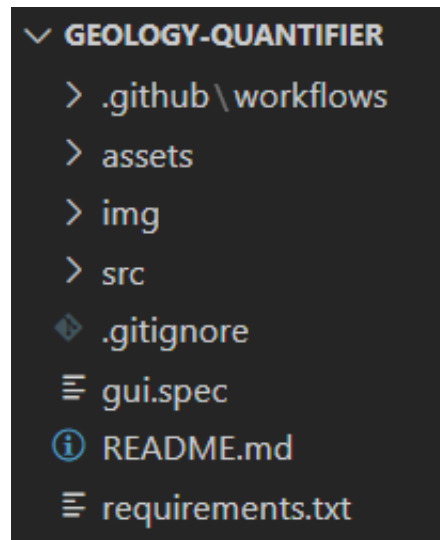 GEOLOGY-QUANTIFIER
.github\workflows
assets
img
src
.gitignore
gui.spec
README.md
requirements.txt